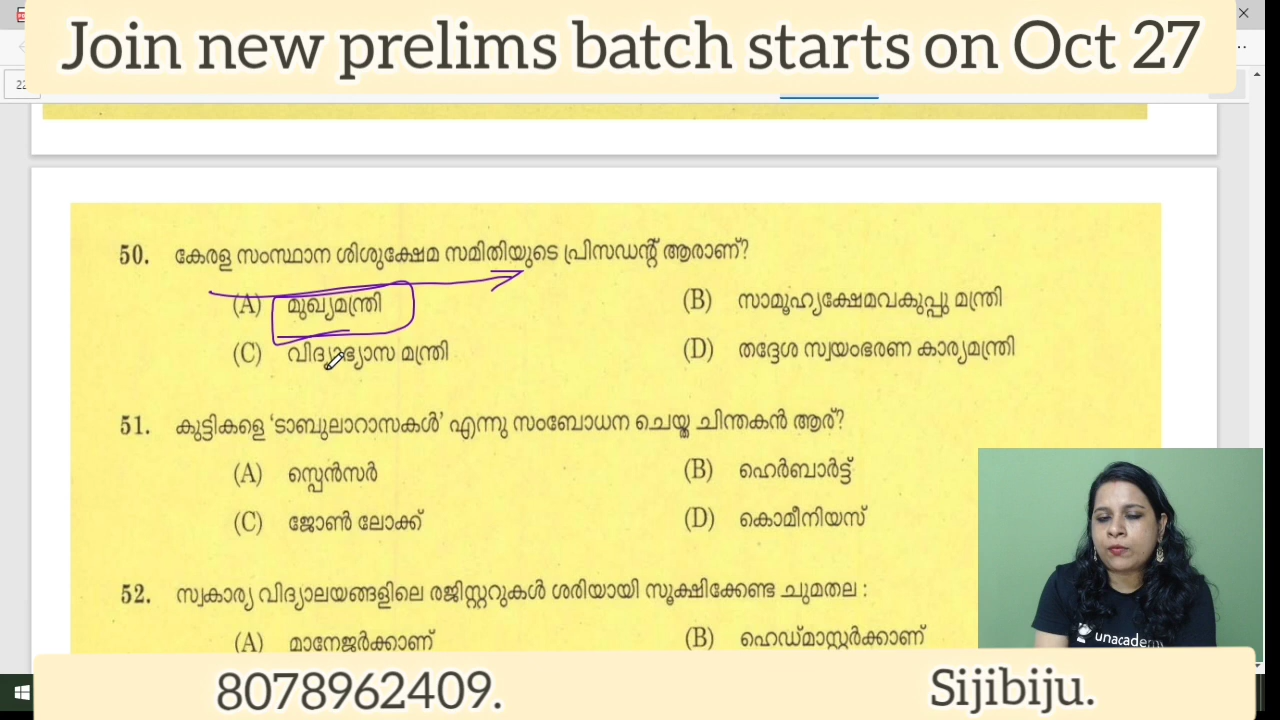 Join new prelims batch starts on Oct 27
22
50. കേരള സംസ്ഥാന ശിശുക്ഷേമ സമിതിയുടെ പ്രിസഡന്റ് ആരാണ്?
(A) മുഖ്യമന്ത്രി (B) സാമൂഹ്യക്ഷേമവകുപ്പു മന്ത്രി
(C) വിദ്യാഭ്യാസ മന്ത്രി (D) തദ്ദേശ സ്വയംഭരണ കാര്യമന്ത്രി
51. കുട്ടികളെ ‘ടാബുലാറാസകൾ’ എന്നു സംബോധന ചെയ്ത ചിന്തകൻ ആര്?
(A) സ്പെൻസർ (B) ഹെർബാർട്ട്
(C) ജോൺ ലോക്ക് (D) കൊമീനിയസ്
52. സ്വകാര്യ വിദ്യാലയങ്ങളിലെ രജിസ്റ്ററുകൾ ശരിയായി സൂക്ഷിക്കേണ്ട ചുമതല :
(A) മാനേജർക്കാണ് (B) ഹെഡ്മാസ്റ്റർക്കാണ്
unacademy
8078962409. Sijibiju.